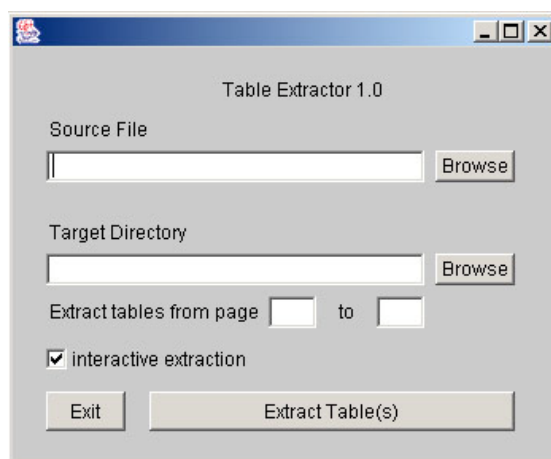 Table Extractor 1.0
Source File
Browse
Target Directory
Browse
Extract tables from page to
interactive extraction
Exit Extract Table(s)